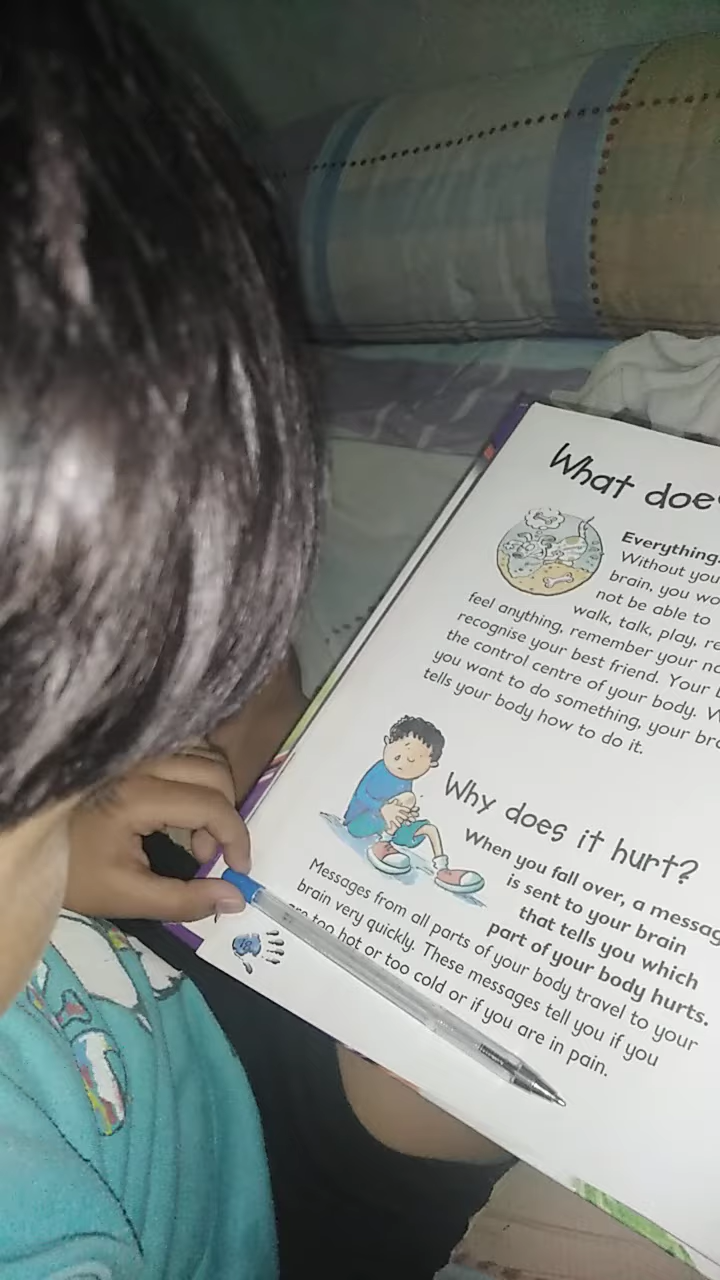 What doe
Everything.
Without you
brain, you wo
not be able to
walk, talk, play, re
feel anything, remember your na
recognise your best friend. Your b
the control centre of your body. W
you want to do something, your bra
tells your body how to do it.
Why does it hurt?
When you fall over, a messag
is sent to your brain
that tells you which
part of your body hurts.
Messages from all parts of your body travel to your
brain very quickly. These messages tell you if you
are too hot or too cold or if you are in pain.